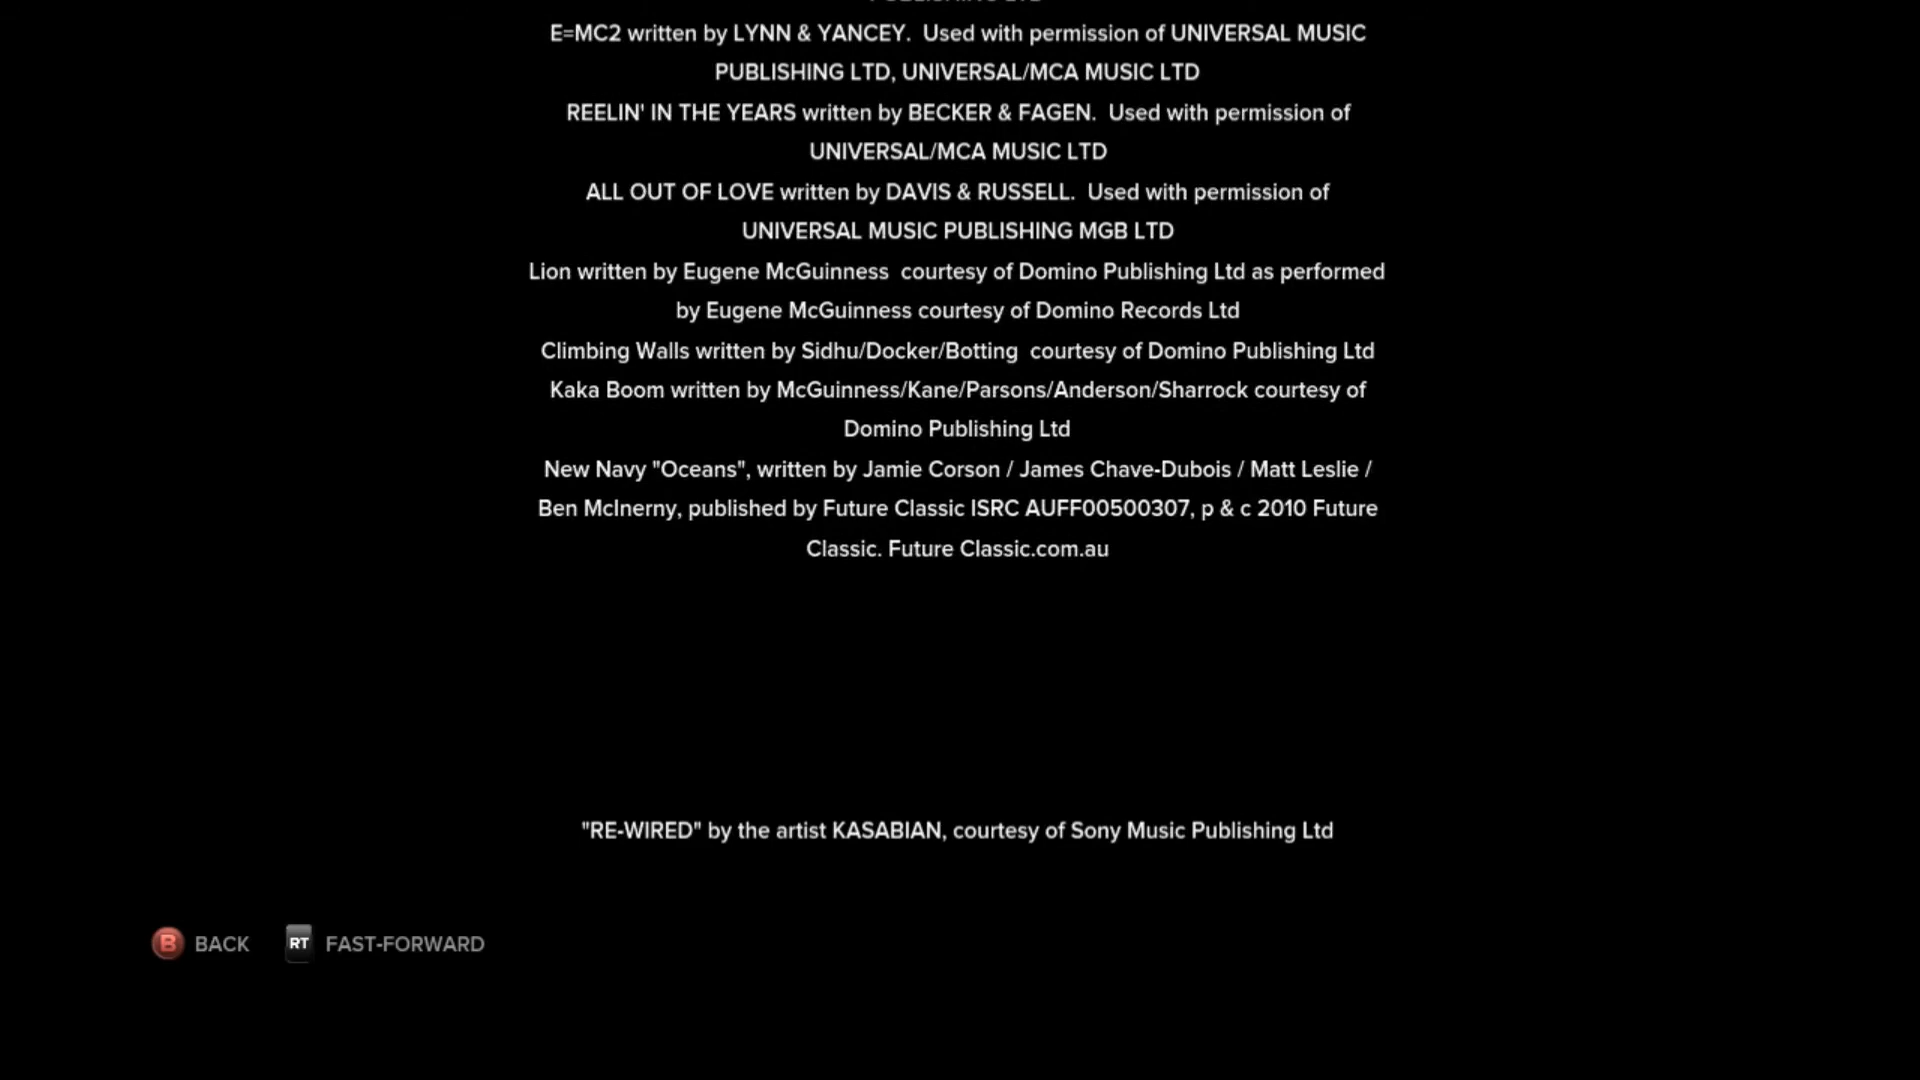 PUBLISHING LTD
E=MC2 written by LYNN & YANCEY.  Used with permission of UNIVERSAL MUSIC
PUBLISHING LTD, UNIVERSAL/MCA MUSIC LTD
REELIN' IN THE YEARS written by BECKER & FAGEN.  Used with permission of
UNIVERSAL/MCA MUSIC LTD
ALL OUT OF LOVE written by DAVIS & RUSSELL.  Used with permission of
UNIVERSAL MUSIC PUBLISHING MGB LTD
Lion written by Eugene McGuinness  courtesy of Domino Publishing Ltd as performed
by Eugene McGuinness courtesy of Domino Records Ltd
Climbing Walls written by Sidhu/Docker/Botting  courtesy of Domino Publishing Ltd
Kaka Boom written by McGuinness/Kane/Parsons/Anderson/Sharrock courtesy of
Domino Publishing Ltd
New Navy "Oceans", written by Jamie Corson / James Chave-Dubois / Matt Leslie /
Ben McInerny, published by Future Classic ISRC AUFF00500307, p & c 2010 Future
Classic. Future Classic.com.au
"RE-WIRED" by the artist KASABIAN, courtesy of Sony Music Publishing Ltd
B BACK RT FAST-FORWARD